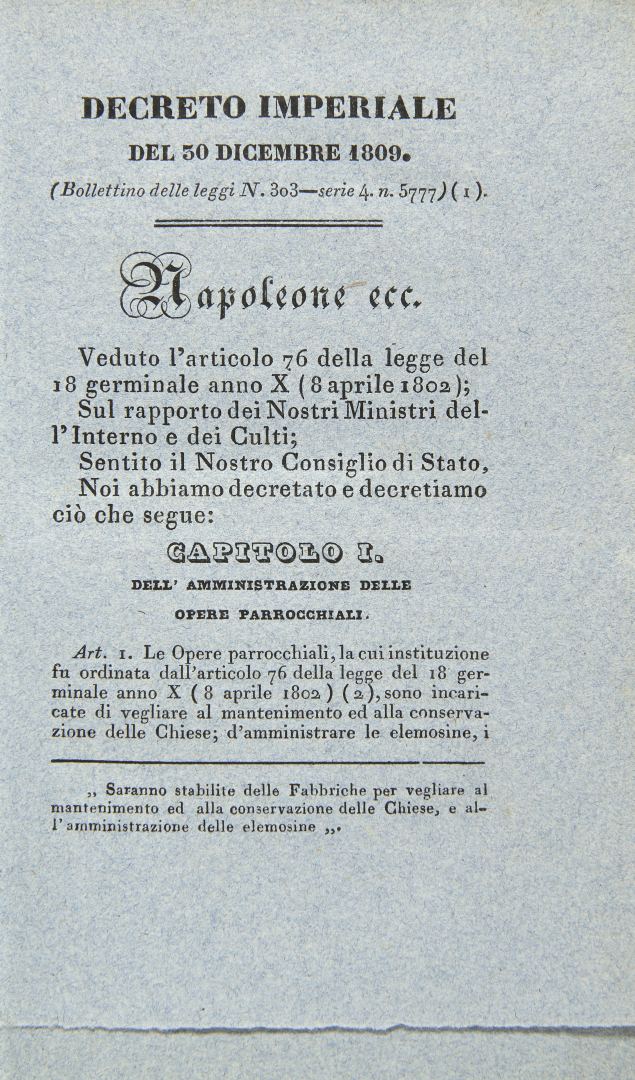 DECRETO IMPERIALE
DEL 30 DICEMBRE 1809.
(Bollettino delle leggi N. 303—serie 4. n. 5777) (1).
Napoleone ecc.
Veduto l'articolo 76 della legge del
18 germinale anno X (8 aprile 1802);
Sul rapporto dei Nostri Ministri del-
l'Interno e dei Culti;
Sentito il Nostro Consiglio di Stato,
Noi abbiamo decretato e decretiamo
ciò che segue:
CAPITOLO I.
DELL' AMMINISTRAZIONE DELLE
OPERE PARROCCHIALI.
Art. 1. Le Opere parrocchiali, la cui instituzione
fu ordinata dall'articolo 76 della legge del 18 ger-
minale anno X (8 aprile 1802) (2), sono incari-
cate di vegliare al mantenimento ed alla conserva-
zione delle Chiese; d'amministrare le elemosine, i
„ Saranno stabilite delle Fabbriche per vegliare al
mantenimento ed alla conservazione delle Chiese, e al-
l'amministrazione delle elemosine „.